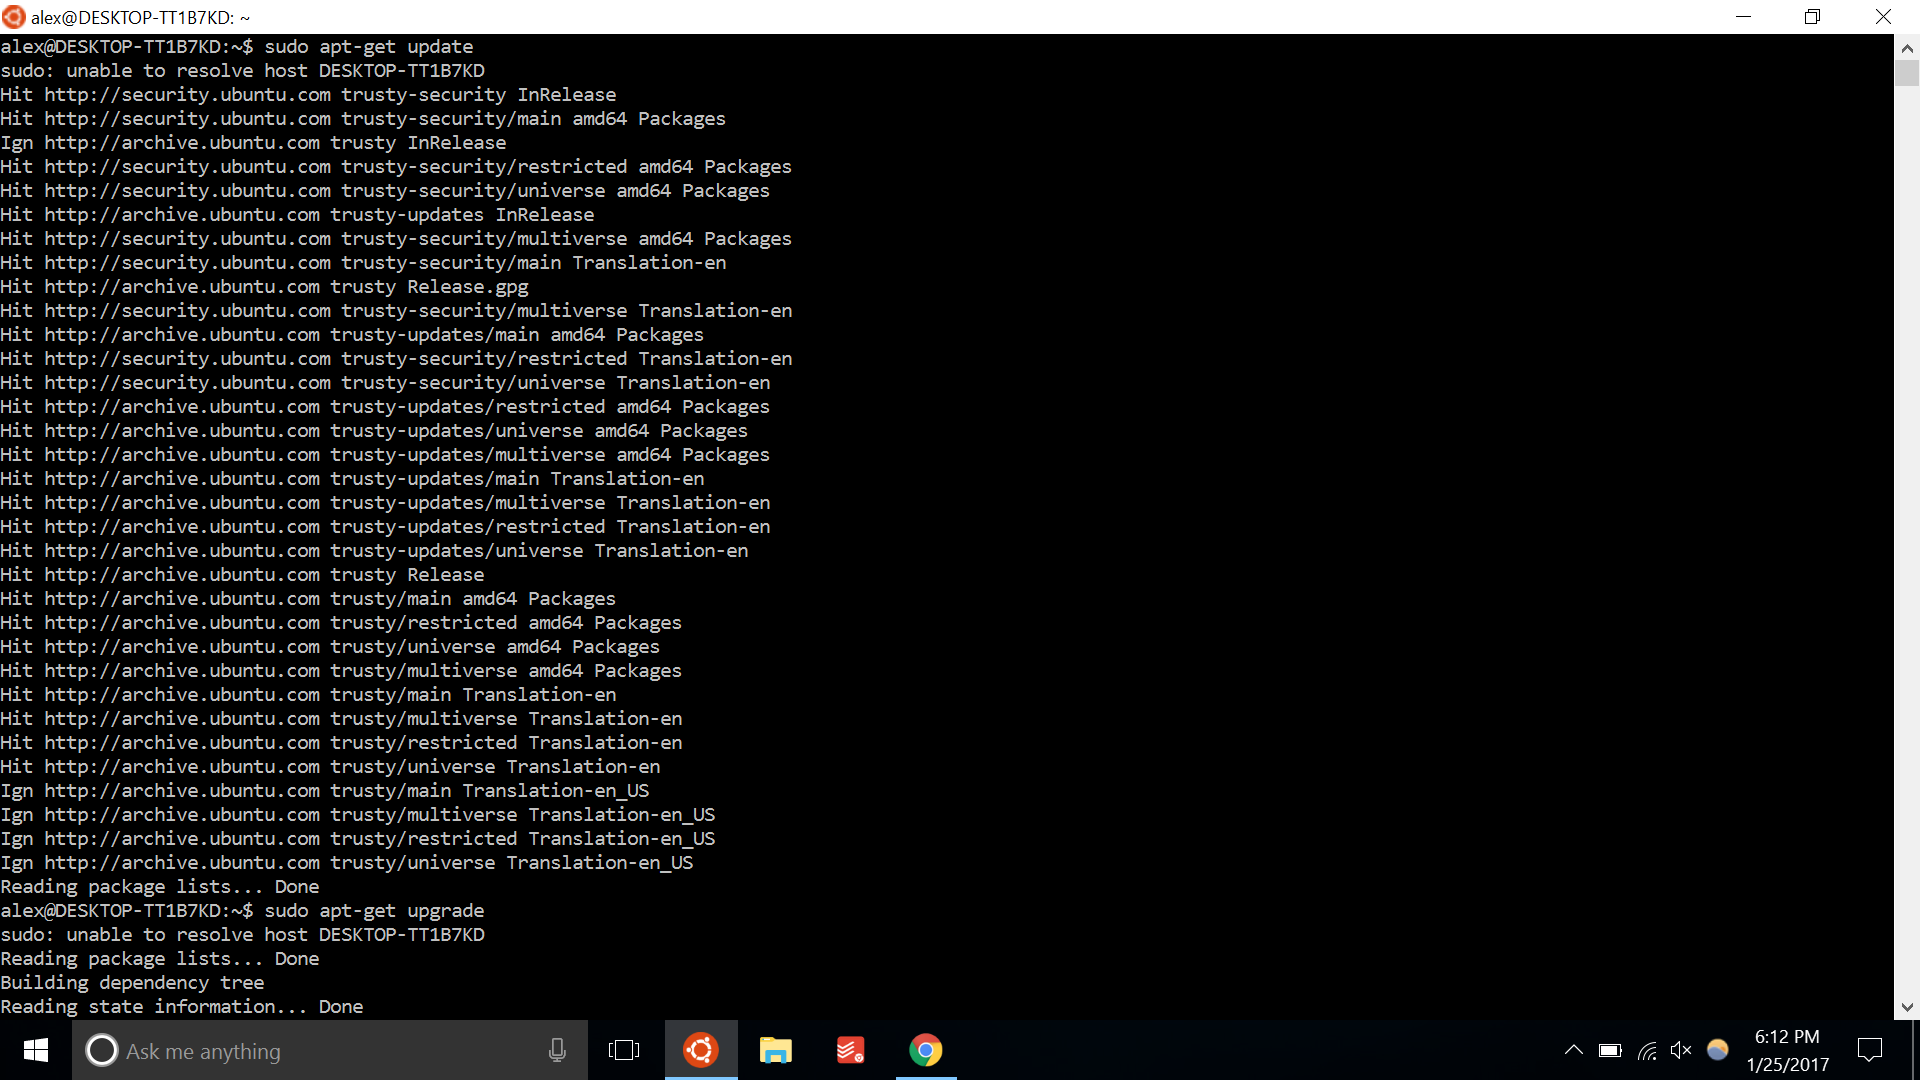 alex@DESKTOP-TT1B7KD: ~
alex@DESKTOP-TT1B7KD:~$ sudo apt-get update
sudo: unable to resolve host DESKTOP-TT1B7KD
Hit http://security.ubuntu.com trusty-security InRelease
Hit http://security.ubuntu.com trusty-security/main amd64 Packages
Ign http://archive.ubuntu.com trusty InRelease
Hit http://security.ubuntu.com trusty-security/restricted amd64 Packages
Hit http://security.ubuntu.com trusty-security/universe amd64 Packages
Hit http://archive.ubuntu.com trusty-updates InRelease
Hit http://security.ubuntu.com trusty-security/multiverse amd64 Packages
Hit http://security.ubuntu.com trusty-security/main Translation-en
Hit http://archive.ubuntu.com trusty Release.gpg
Hit http://security.ubuntu.com trusty-security/multiverse Translation-en
Hit http://archive.ubuntu.com trusty-updates/main amd64 Packages
Hit http://security.ubuntu.com trusty-security/restricted Translation-en
Hit http://security.ubuntu.com trusty-security/universe Translation-en
Hit http://archive.ubuntu.com trusty-updates/restricted amd64 Packages
Hit http://archive.ubuntu.com trusty-updates/universe amd64 Packages
Hit http://archive.ubuntu.com trusty-updates/multiverse amd64 Packages
Hit http://archive.ubuntu.com trusty-updates/main Translation-en
Hit http://archive.ubuntu.com trusty-updates/multiverse Translation-en
Hit http://archive.ubuntu.com trusty-updates/restricted Translation-en
Hit http://archive.ubuntu.com trusty-updates/universe Translation-en
Hit http://archive.ubuntu.com trusty Release
Hit http://archive.ubuntu.com trusty/main amd64 Packages
Hit http://archive.ubuntu.com trusty/restricted amd64 Packages
Hit http://archive.ubuntu.com trusty/universe amd64 Packages
Hit http://archive.ubuntu.com trusty/multiverse amd64 Packages
Hit http://archive.ubuntu.com trusty/main Translation-en
Hit http://archive.ubuntu.com trusty/multiverse Translation-en
Hit http://archive.ubuntu.com trusty/restricted Translation-en
Hit http://archive.ubuntu.com trusty/universe Translation-en
Ign http://archive.ubuntu.com trusty/main Translation-en_US
Ign http://archive.ubuntu.com trusty/multiverse Translation-en_US
Ign http://archive.ubuntu.com trusty/restricted Translation-en_US
Ign http://archive.ubuntu.com trusty/universe Translation-en_US
Reading package lists... Done
alex@DESKTOP-TT1B7KD:~$ sudo apt-get upgrade
sudo: unable to resolve host DESKTOP-TT1B7KD
Reading package lists... Done
Building dependency tree
Reading state information... Done
Ask me anything
6:12 PM
1/25/2017